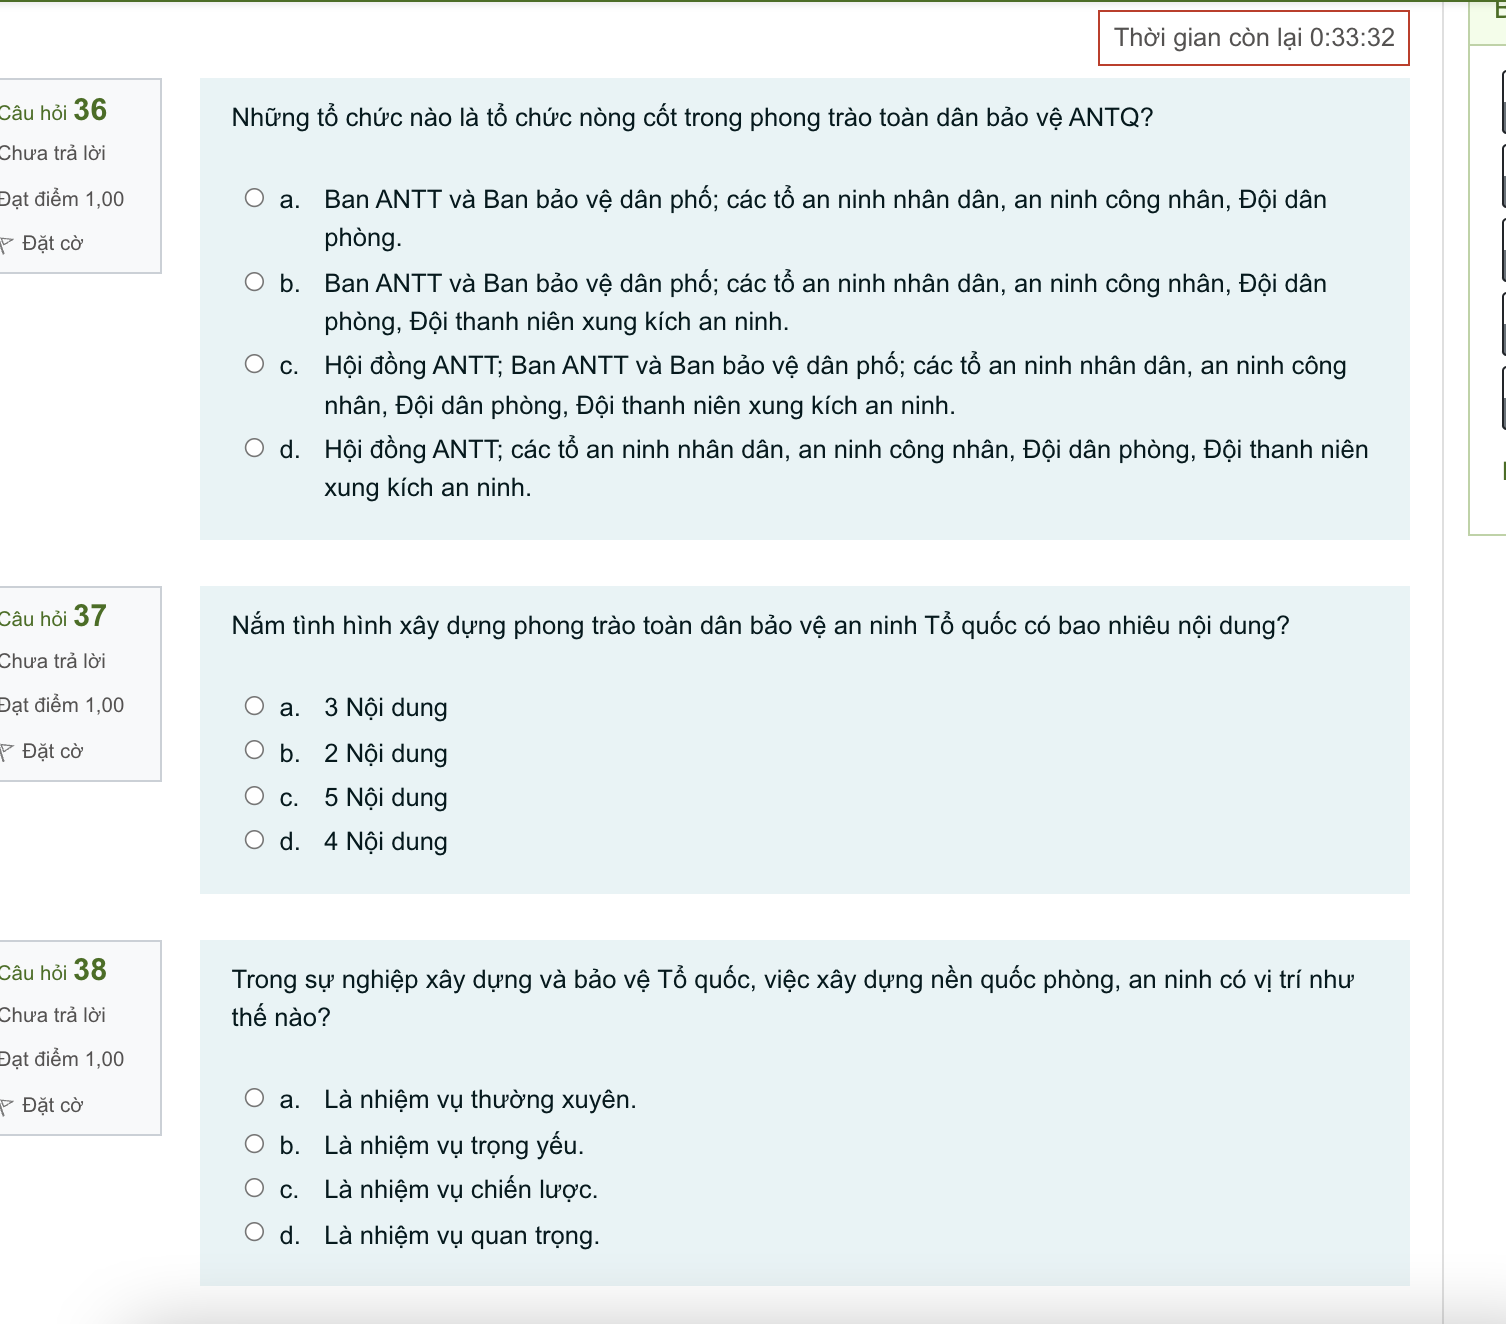 Thời gian còn lại 0:33:32
Câu hỏi 36
Chưa trả lời
Đạt điểm 1,00
Đặt cờ
Những tổ chức nào là tổ chức nòng cốt trong phong trào toàn dân bảo vệ ANTQ?
a. Ban ANTT và Ban bảo vệ dân phố; các tổ an ninh nhân dân, an ninh công nhân, Đội dân
phòng.
b. Ban ANTT và Ban bảo vệ dân phố; các tổ an ninh nhân dân, an ninh công nhân, Đội dân
phòng, Đội thanh niên xung kích an ninh.
c. Hội đồng ANTT; Ban ANTT và Ban bảo vệ dân phố; các tổ an ninh nhân dân, an ninh công
nhân, Đội dân phòng, Đội thanh niên xung kích an ninh.
d. Hội đồng ANTT; các tổ an ninh nhân dân, an ninh công nhân, Đội dân phòng, Đội thanh niên
xung kích an ninh.
Câu hỏi 37
Chưa trả lời
Đạt điểm 1,00
Đặt cờ
Nắm tình hình xây dựng phong trào toàn dân bảo vệ an ninh Tổ quốc có bao nhiêu nội dung?
a. 3 Nội dung
b. 2 Nội dung
c. 5 Nội dung
d. 4 Nội dung
Câu hỏi 38
Chưa trả lời
Đạt điểm 1,00
Đặt cờ
Trong sự nghiệp xây dựng và bảo vệ Tổ quốc, việc xây dựng nền quốc phòng, an ninh có vị trí như
thế nào?
a. Là nhiệm vụ thường xuyên.
b. Là nhiệm vụ trọng yếu.
c. Là nhiệm vụ chiến lược.
d. Là nhiệm vụ quan trọng.